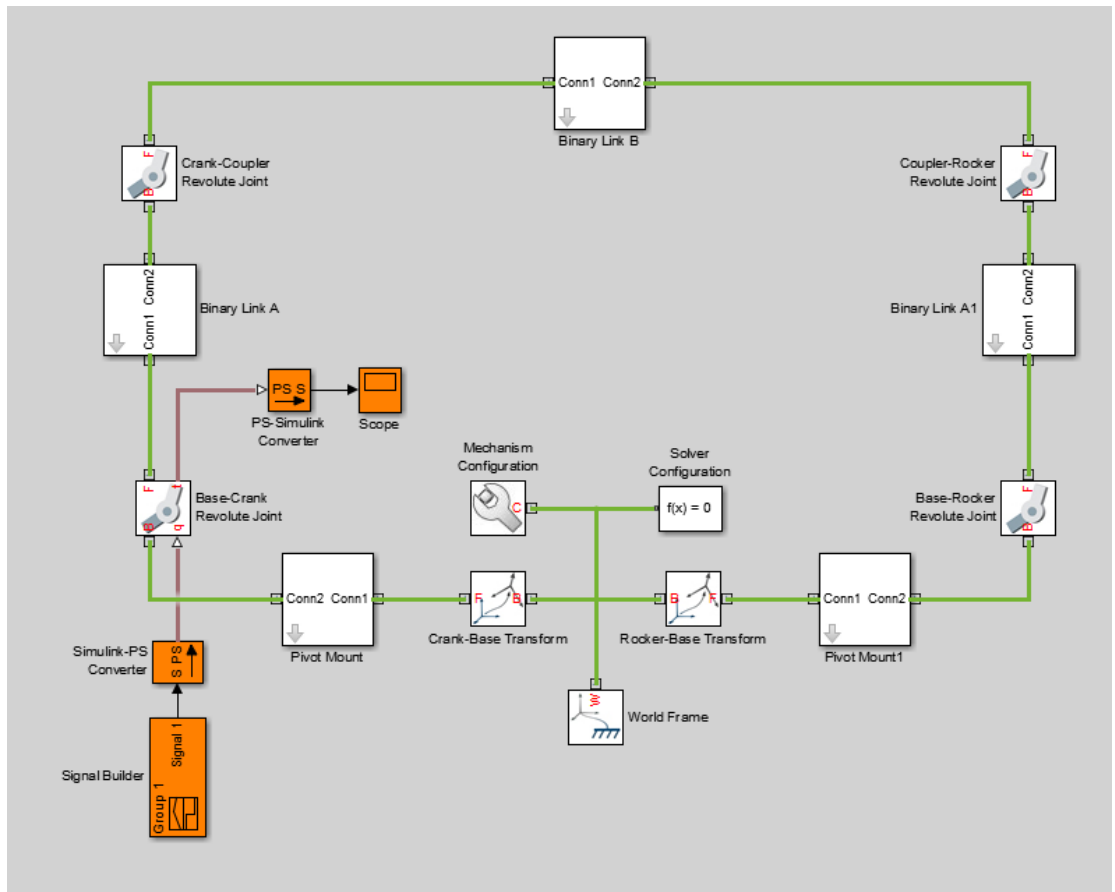 Conn1 Conn2
Binary Link B
F
Crank-Coupler
Revolute Joint
B
F
Coupler-Rocker
Revolute Joint
B
Conn2
Conn1
Binary Link A
Conn2
Conn1
Binary Link A1
PS S
PS-Simulink
Converter
Scope
Mechanism
Configuration
C
Solver
Configuration
f(x) = 0
F t
B q
Base-Crank
Revolute Joint
F
B
Base-Rocker
Revolute Joint
Conn2 Conn1
Pivot Mount
F B
Crank-Base Transform
B F
Rocker-Base Transform
Conn1 Conn2
Pivot Mount1
Simulink-PS
Converter
S PS
W
World Frame
Signal Builder
Signal 1
Group 1